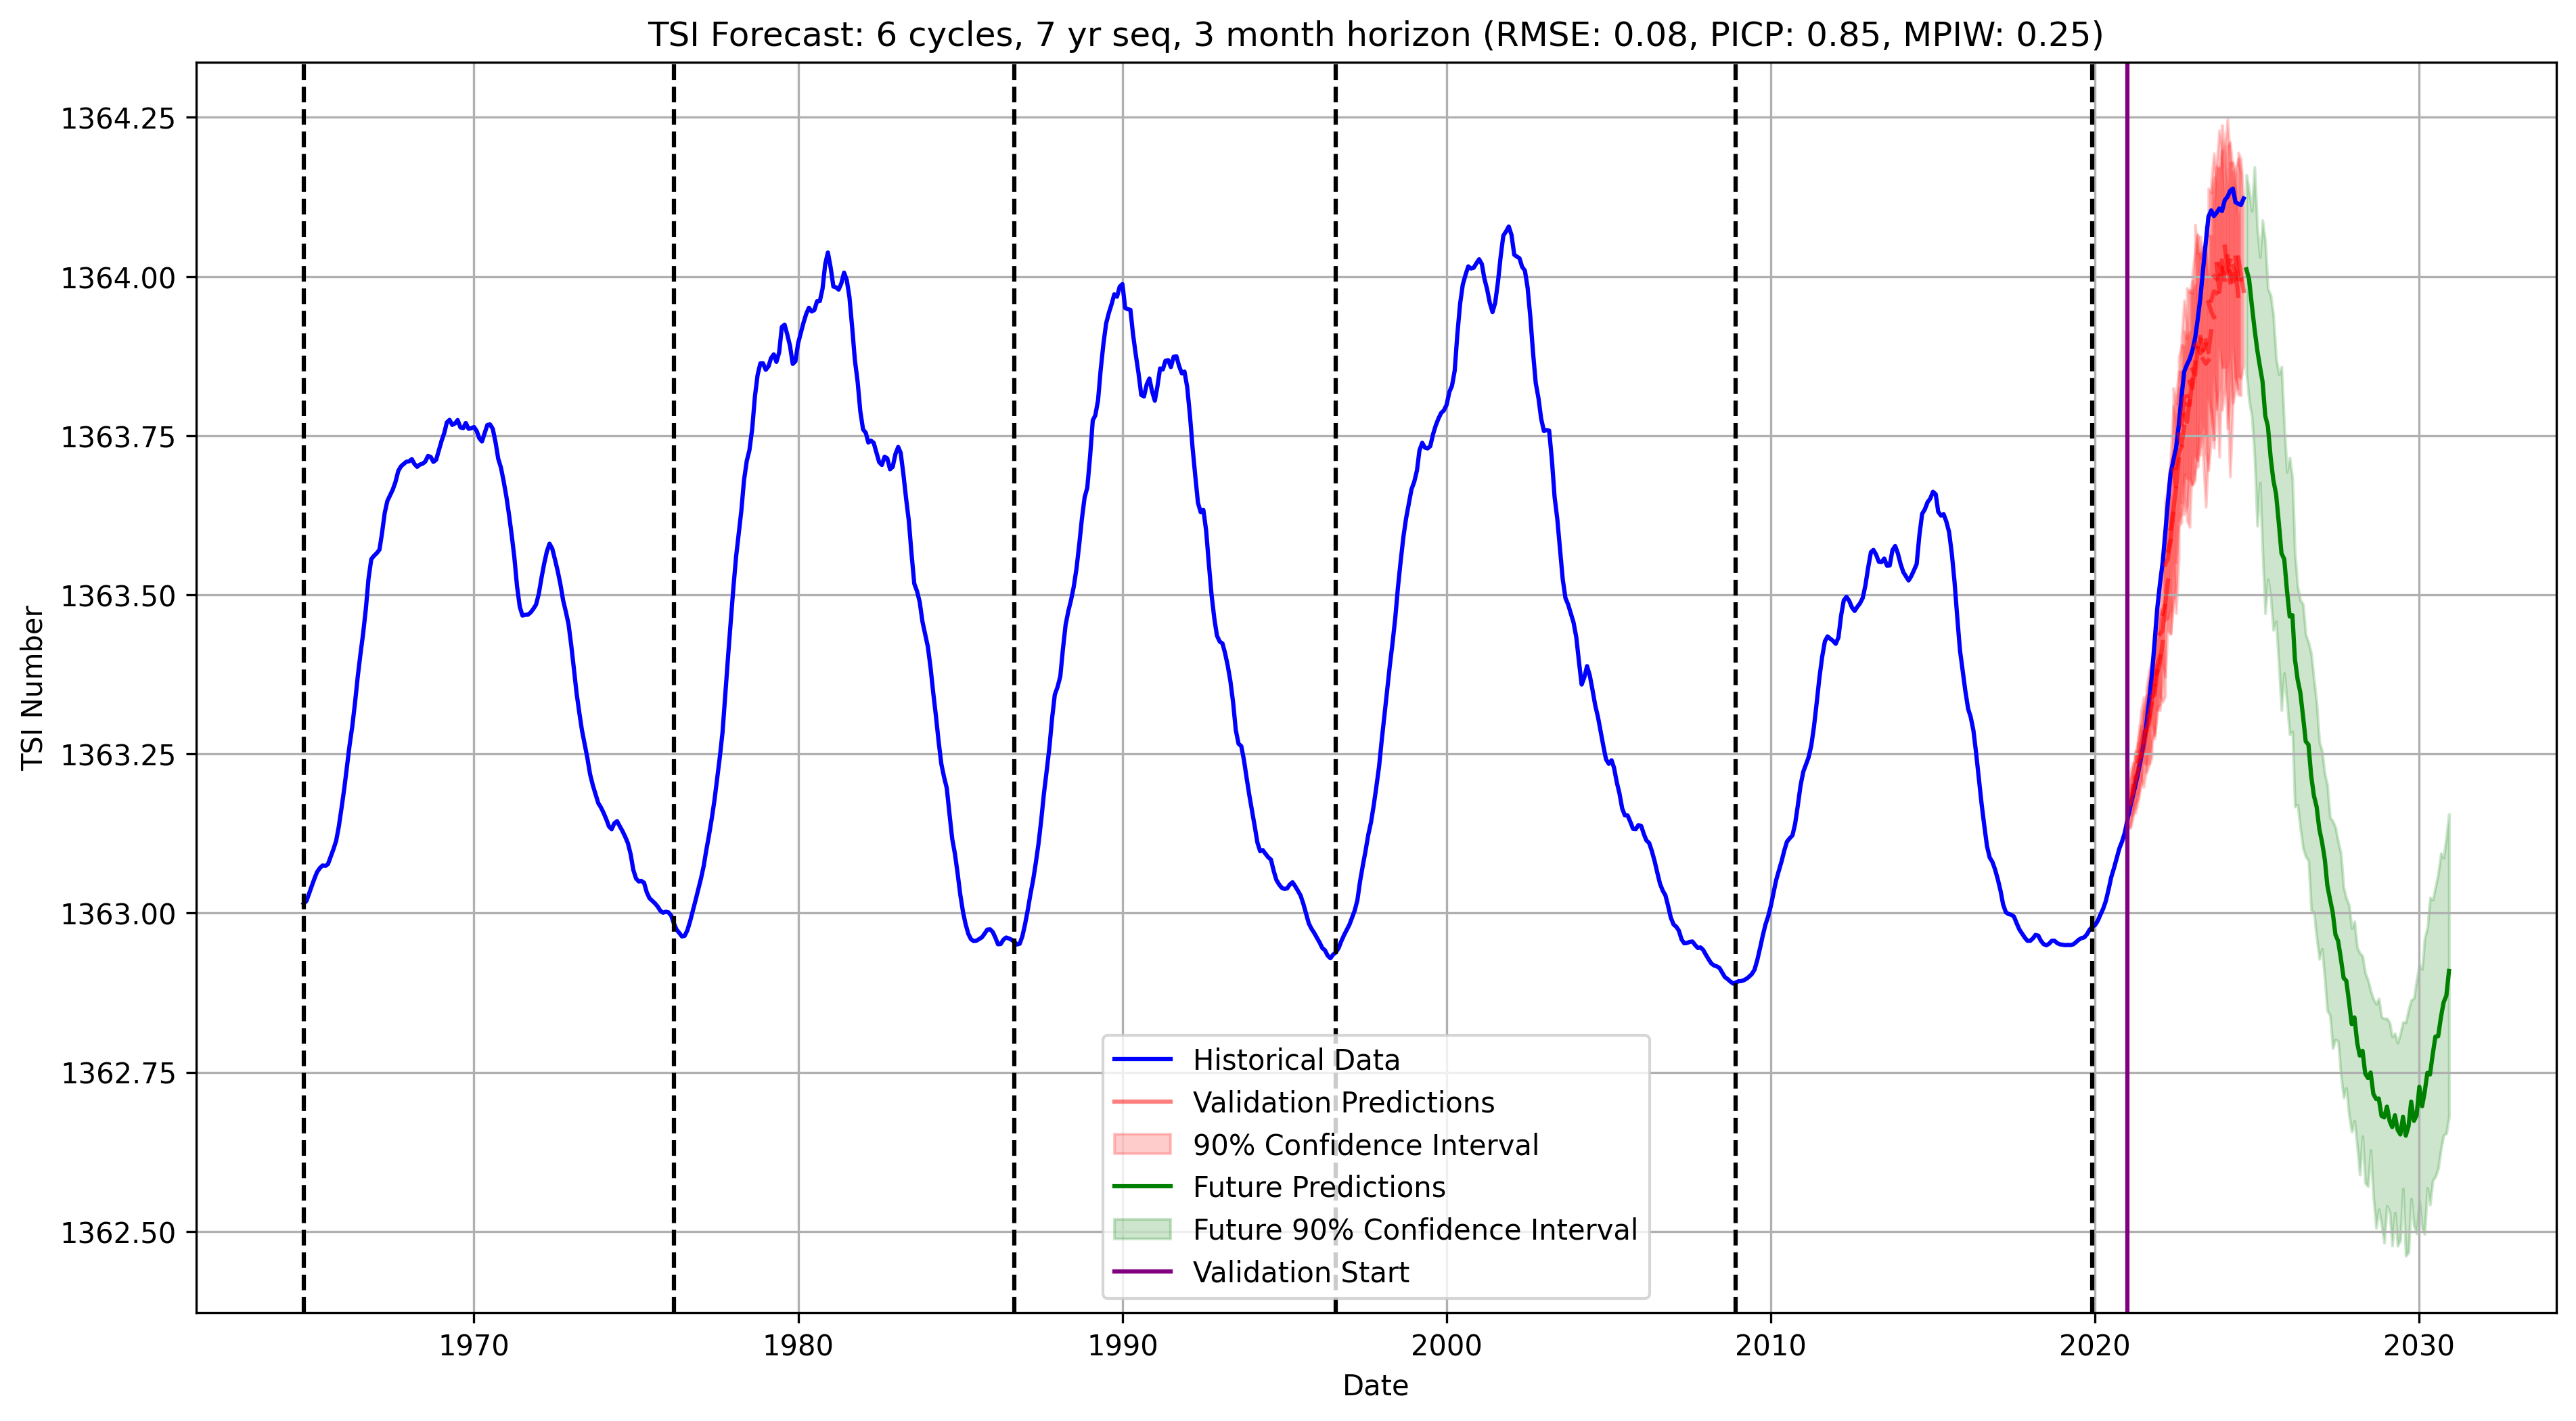 TSI Forecast: 6 cycles, 7 yr seq, 3 month horizon (RMSE: 0.08, PICP: 0.85, MPIW: 0.25)
1364.25
1364.00
1363.75
1363.50
1363.25
1363.00
1362.75
1362.50
TSI Number
Historical Data
Validation Predictions
90% Confidence Interval
Future Predictions
Future 90% Confidence Interval
Validation Start
1970 1980 1990 2000 2010 2020 2030
Date